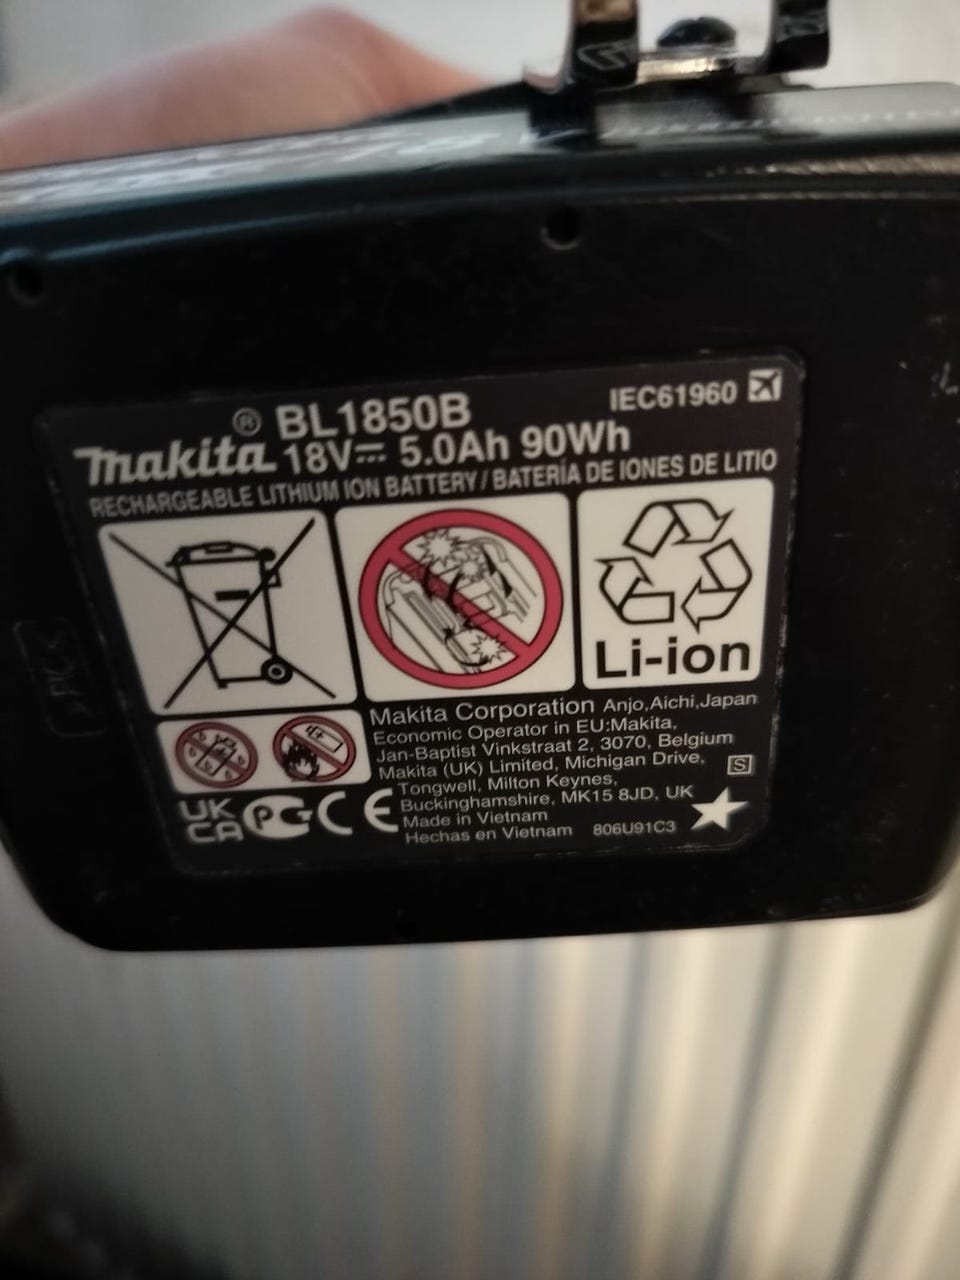 ® BL1850B IEC61960
makita 18V 5.0Ah 90Wh
RECHARGEABLE LITHIUM ION BATTERY / BATERÍA DE IONES DE LITIO
Li-ion
Makita Corporation Anjo,Aichi,Japan
Economic Operator in EU:Makita,
Jan-Baptist Vinkstraat 2, 3070, Belgium
Makita (UK) Limited, Michigan Drive,
Tongwell, Milton Keynes,
Buckinghamshire, MK15 8JD, UK
Made in Vietnam
Hechas en Vietnam 806U91C3
S
UK
CA CE